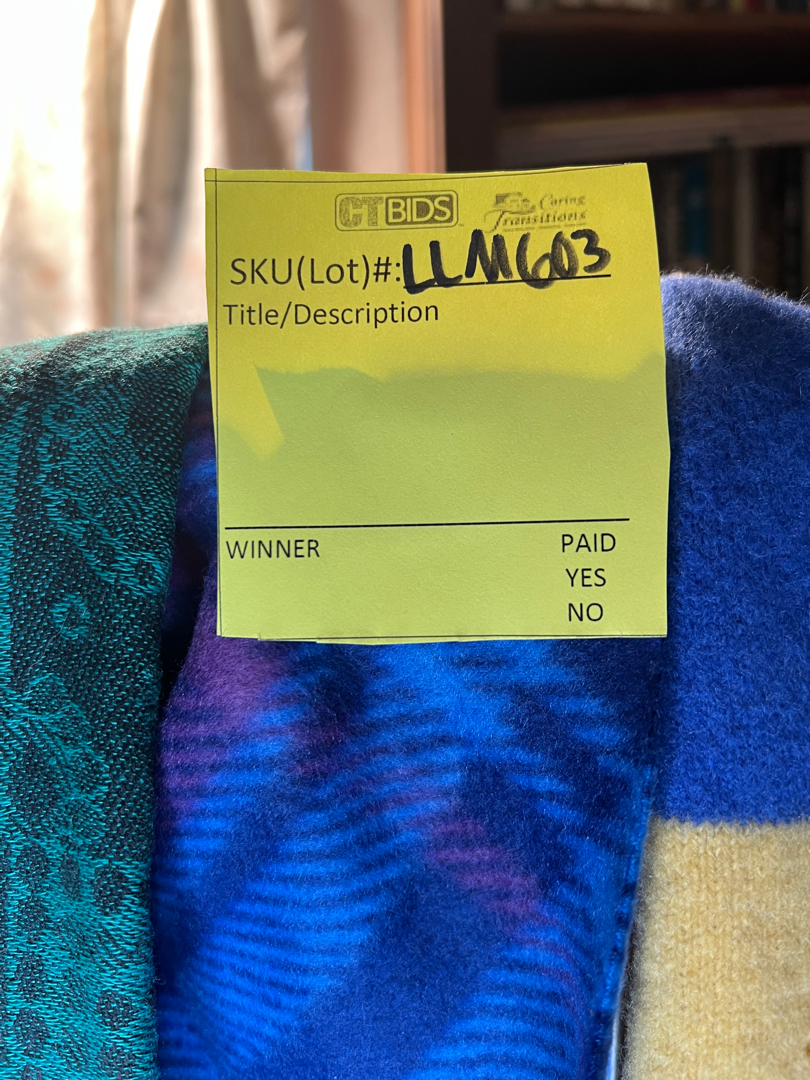 CTBIDS
Caring
Transitions
SKU(Lot)#:LLM603
Title/Description
WINNER
PAID
YES
NO